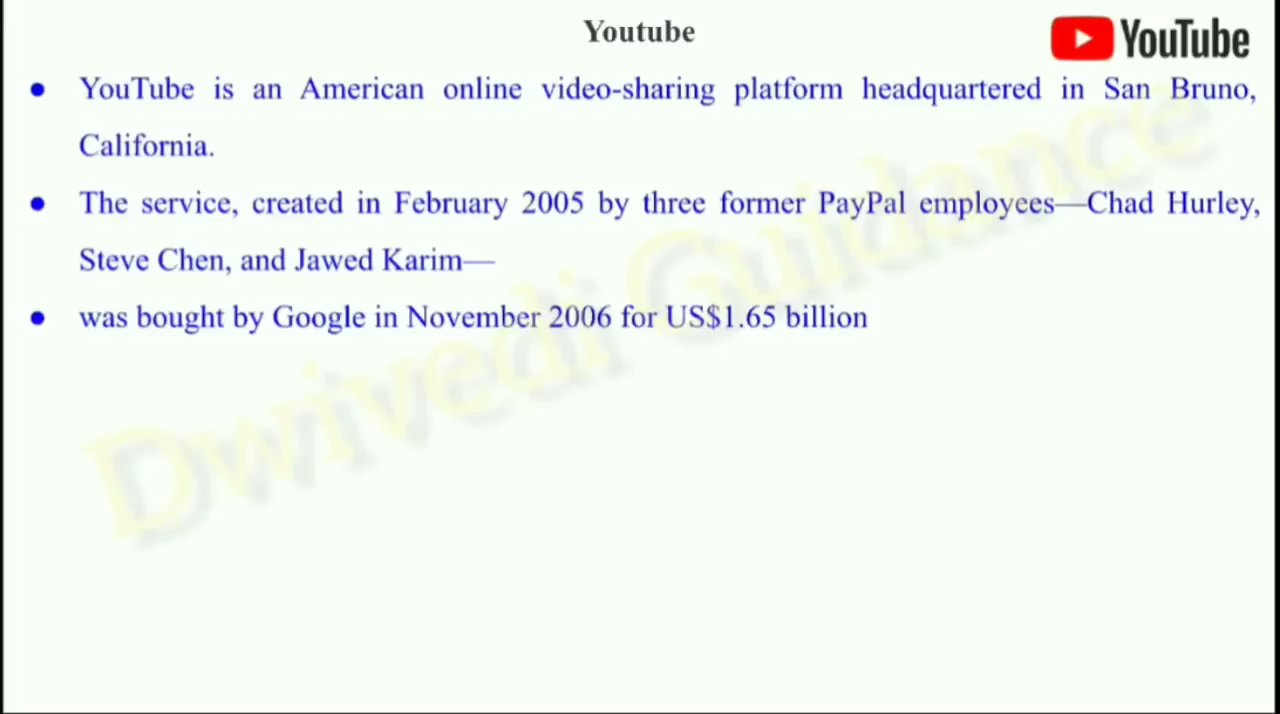 Youtube
YouTube
● YouTube is an American online video-sharing platform headquartered in San Bruno,
California.
● The service, created in February 2005 by three former PayPal employees—Chad Hurley,
Steve Chen, and Jawed Karim—
● was bought by Google in November 2006 for US$1.65 billion
Dwivedi Guidance